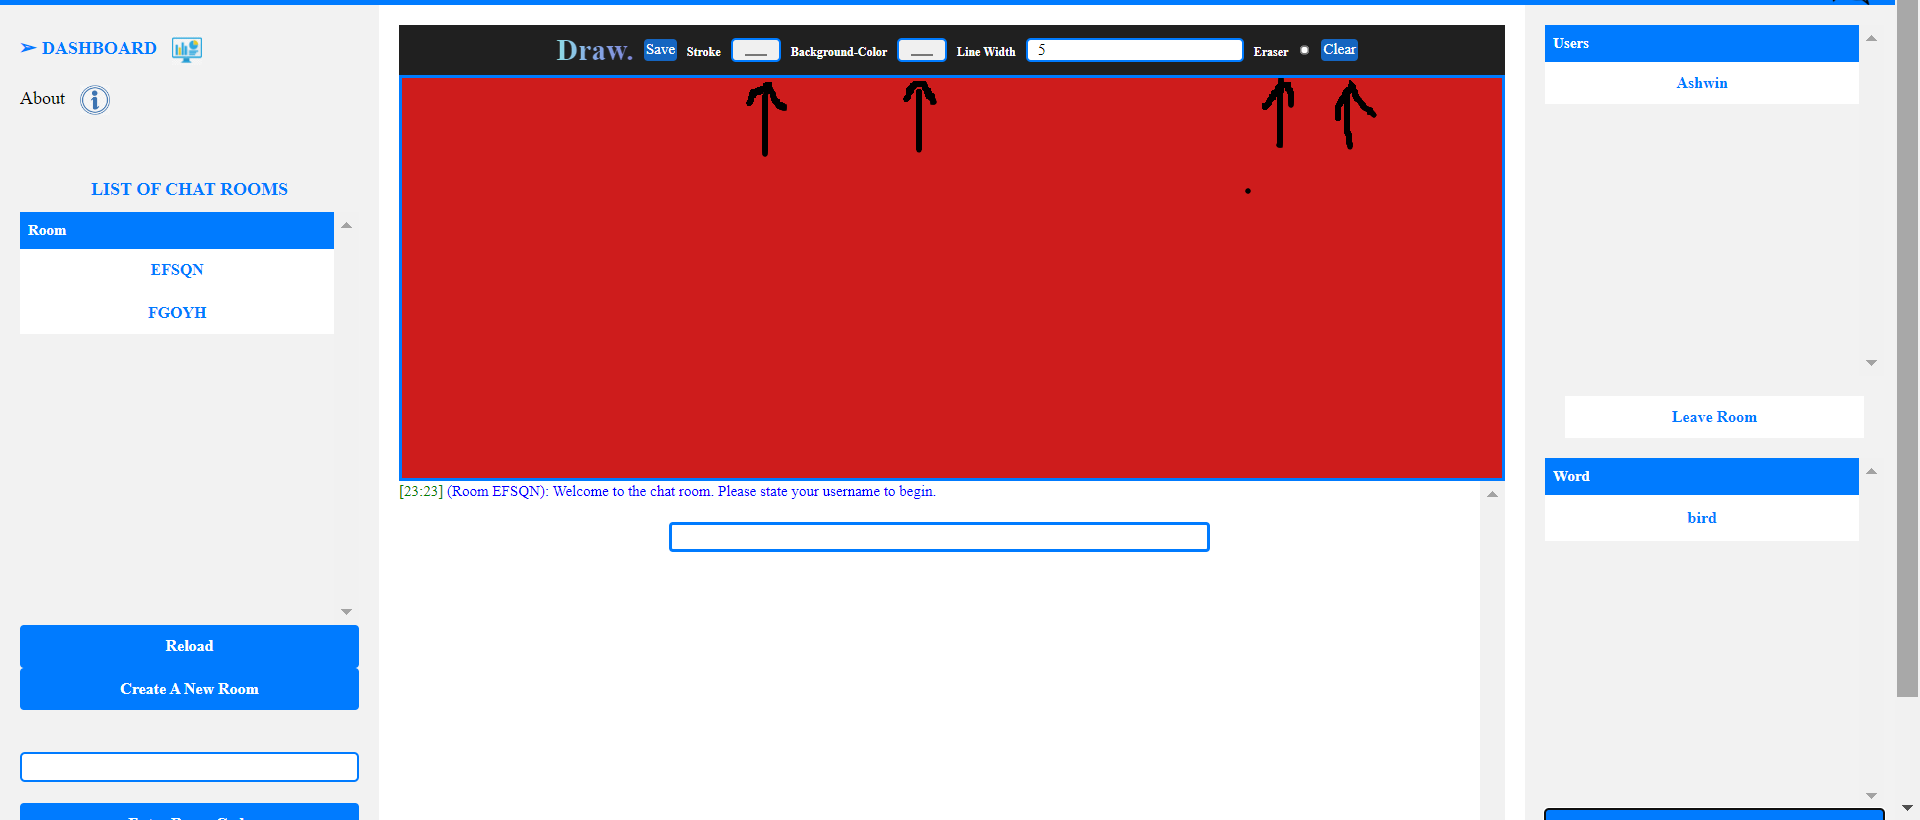 ➢ DASHBOARD
About
LIST OF CHAT ROOMS
Room
EFSQN
FGOYH
Reload
Create A New Room
Draw. Save Stroke Background-Color Line Width 5 Eraser Clear
[23:23] (Room EFSQN): Welcome to the chat room. Please state your username to begin.
Users
Ashwin
Leave Room
Word
bird